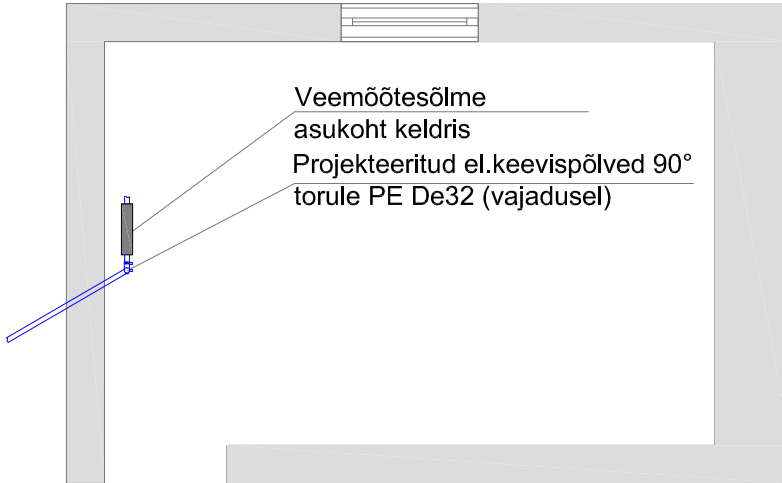 Veemõõtesõlme
asukoht keldris
Projekteeritud el.keevispõlved 90°
torule PE De32 (vajadusel)